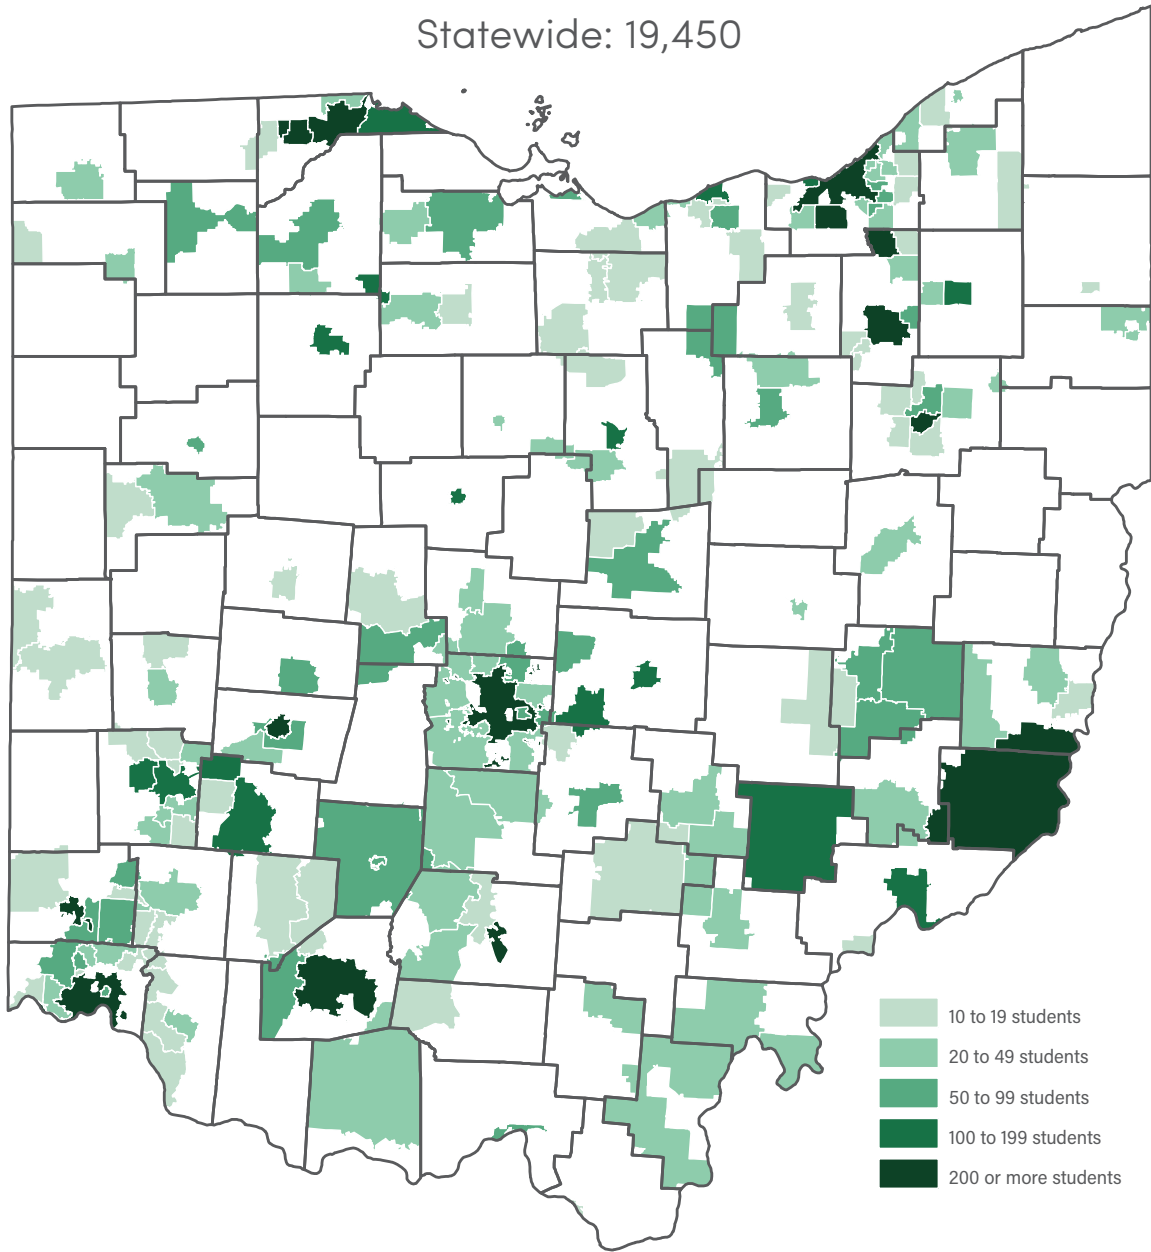 Statewide: 19,450
10 to 19 students
20 to 49 students
50 to 99 students
100 to 199 students
200 or more students